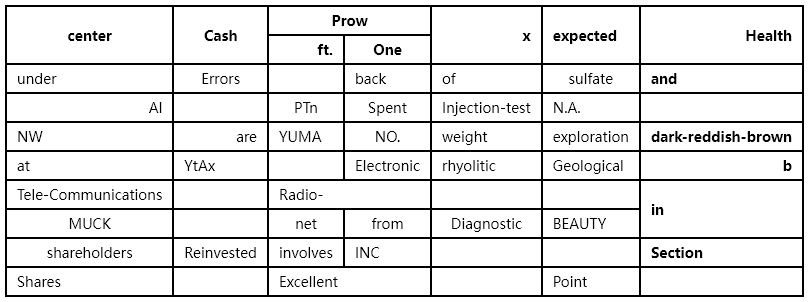 center Cash Prow x expected Health
ft. One
under Errors back of sulfate and
AI PTn Spent Injection-test N.A.
NW are YUMA NO. weight exploration dark-reddish-brown
at YtAx Electronic rhyolitic Geological b
Tele-Communications Radio- in
MUCK net from Diagnostic BEAUTY
shareholders Reinvested involves INC Section
Shares Excellent Point